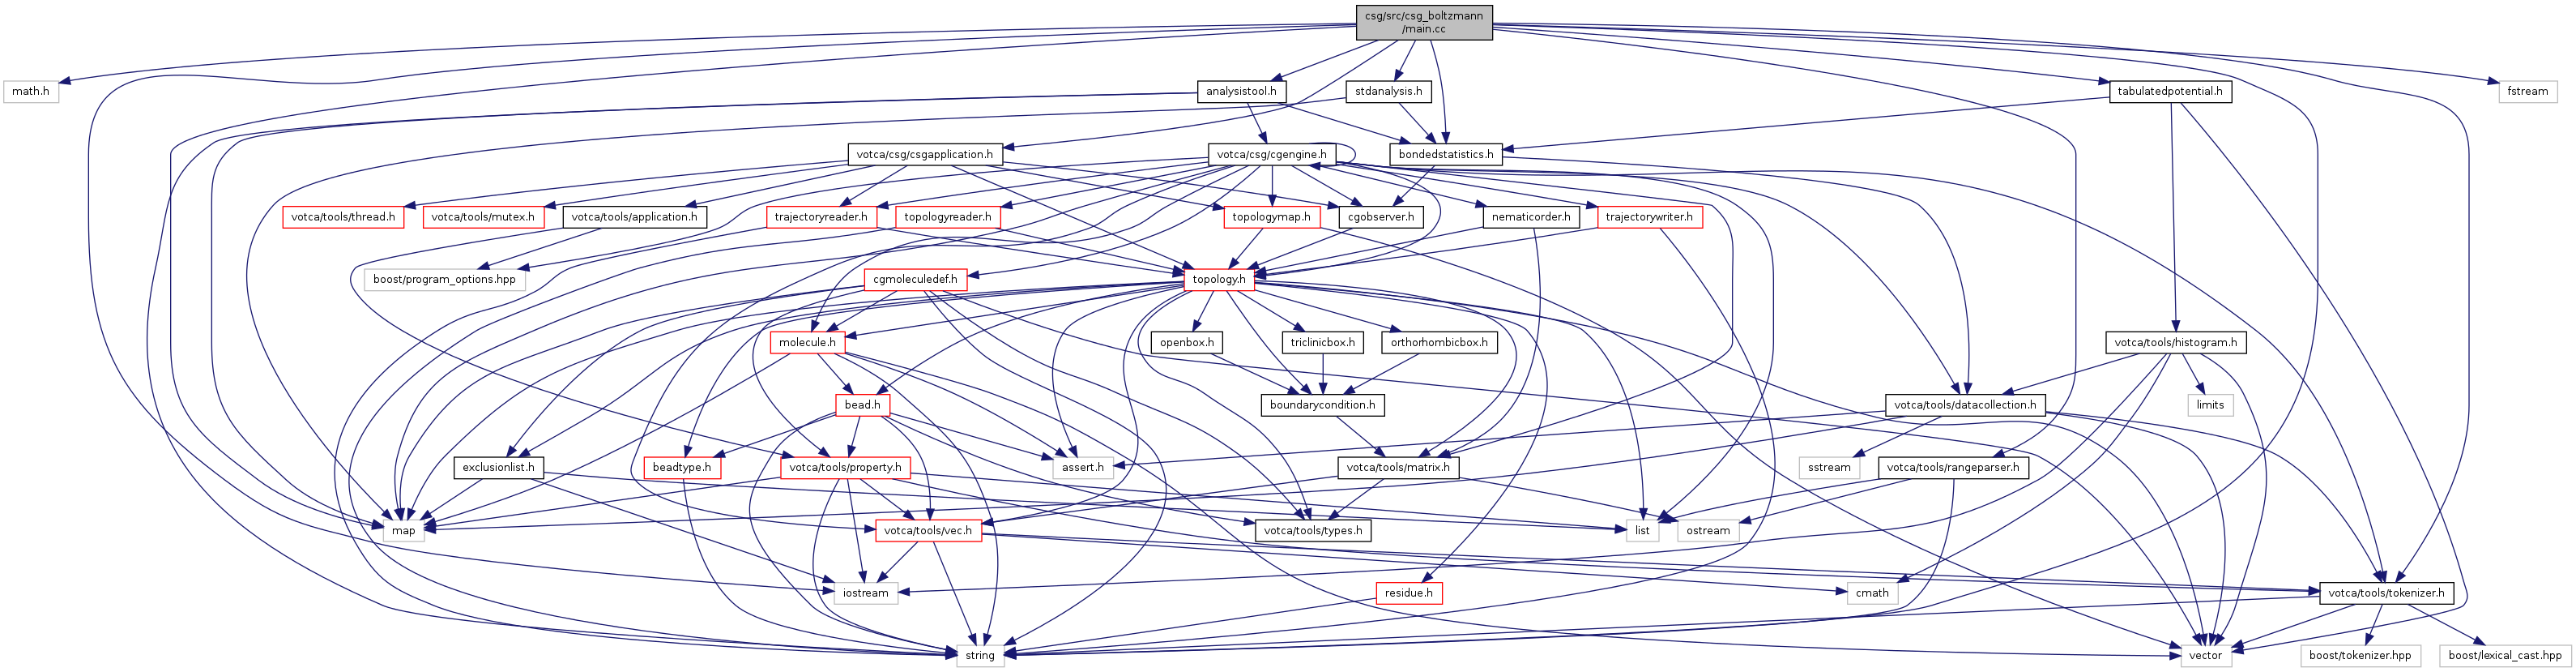 csg/src/csg_boltzmann
/main.cc
math.h
analysistool.h
stdanalysis.h
tabulatedpotential.h
fstream
votca/csg/csgapplication.h
votca/csg/cgengine.h
bondedstatistics.h
votca/tools/thread.h
votca/tools/mutex.h
votca/tools/application.h
trajectoryreader.h
topologyreader.h
topologymap.h
cgobserver.h
nematicorder.h
trajectorywriter.h
boost/program_options.hpp
cgmoleculedef.h
topology.h
molecule.h
openbox.h
triclinicbox.h
orthorhombicbox.h
votca/tools/histogram.h
bead.h
boundarycondition.h
votca/tools/datacollection.h
limits
exclusionlist.h
beadtype.h
votca/tools/property.h
assert.h
votca/tools/matrix.h
sstream
votca/tools/rangeparser.h
map
votca/tools/vec.h
votca/tools/types.h
list
ostream
iostream
residue.h
cmath
votca/tools/tokenizer.h
string
vector
boost/tokenizer.hpp
boost/lexical_cast.hpp